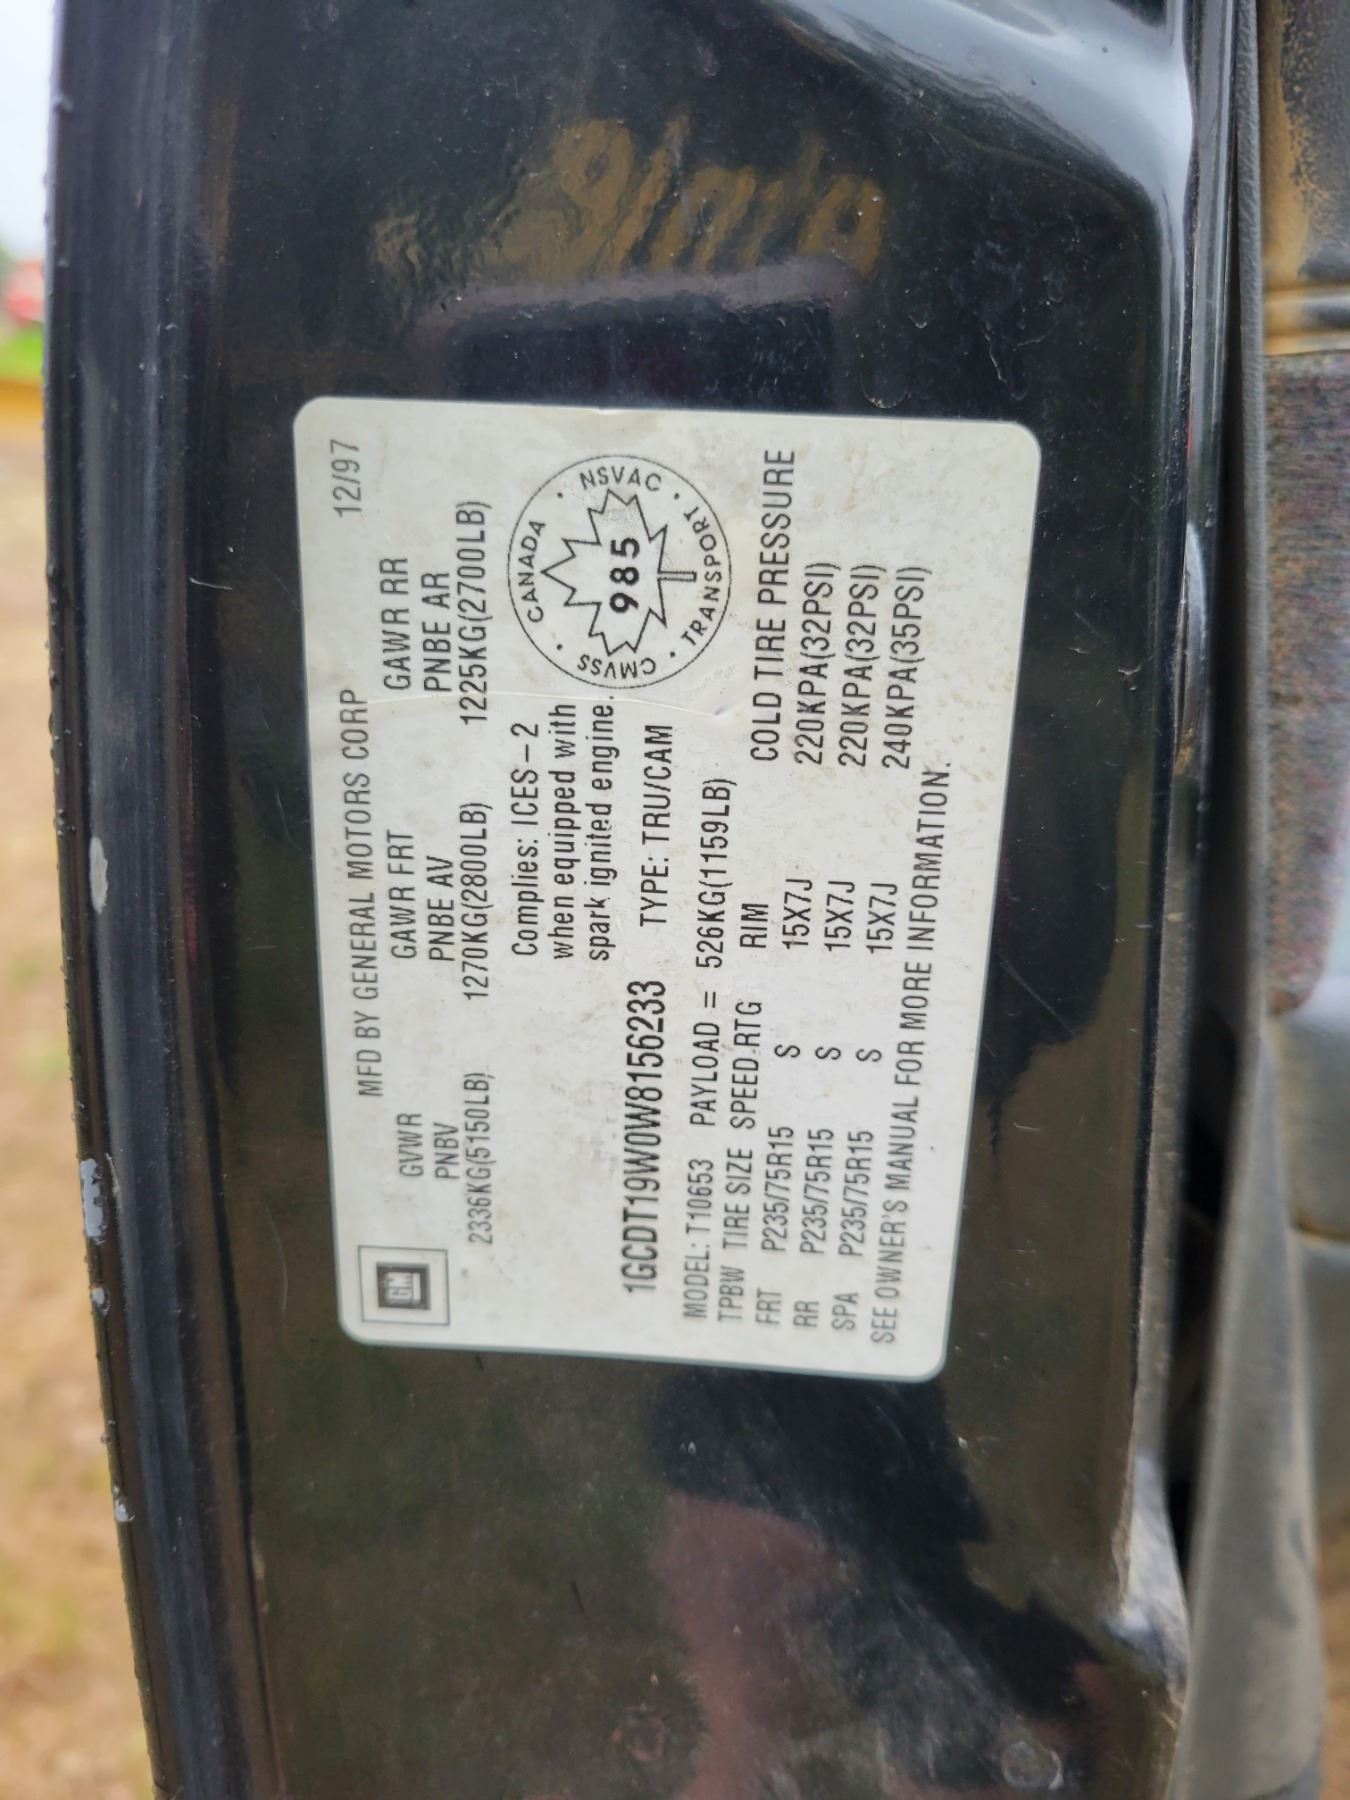 MFD BY GENERAL MOTORS CORP 12/97
GM
GVWR GAWR FRT GAWR RR
PNBV PNBE AV PNBE AR
2336KG(5150LB) 1270KG(2800LB) 1225KG(2700LB)
Complies: ICES-2
when equipped with
spark ignited engine.
CANADA · NSVAC · TRANSPORT · CMVSS ·
985
1GCDT19W0W8156233 TYPE: TRU/CAM
MODEL: T10653 PAYLOAD = 526KG(1159LB)
TPBW TIRE SIZE SPEED RTG RIM COLD TIRE PRESSURE
FRT P235/75R15 S 15X7J 220KPA(32PSI)
RR P235/75R15 S 15X7J 220KPA(32PSI)
SPA P235/75R15 S 15X7J 240KPA(35PSI)
SEE OWNER'S MANUAL FOR MORE INFORMATION.